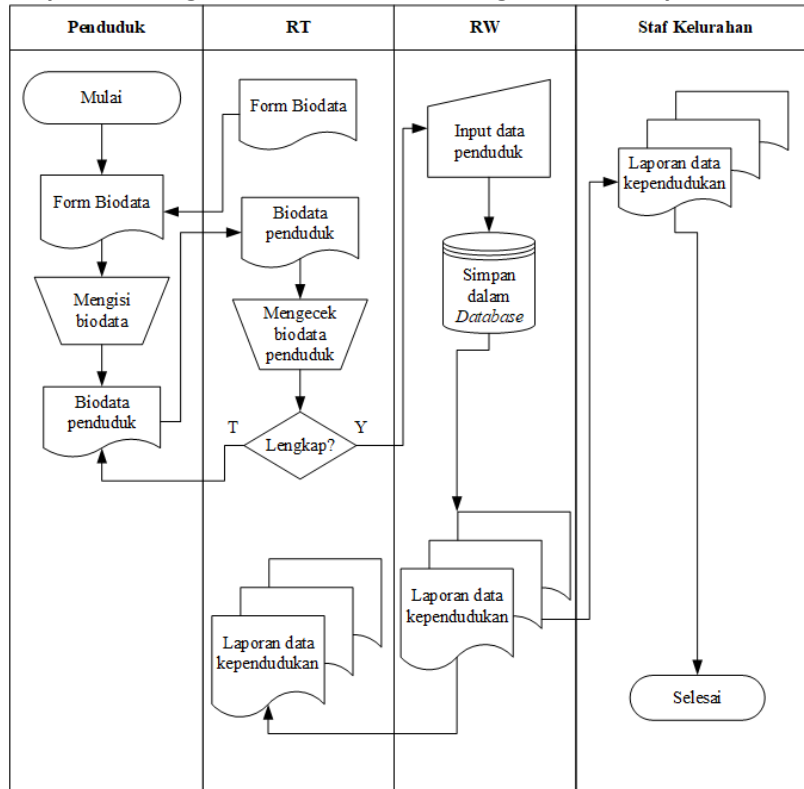 Penduduk
RT
RW
Staf Kelurahan
Mulai
Form Biodata
Mengisi
biodata
Biodata
penduduk
Form Biodata
Biodata
penduduk
Mengecek
biodata
penduduk
T
Lengkap?
Y
Laporan data
kependudukan
Input data
penduduk
Simpan
dalam
Database
Laporan data
kependudukan
Laporan data
kependudukan
Selesai